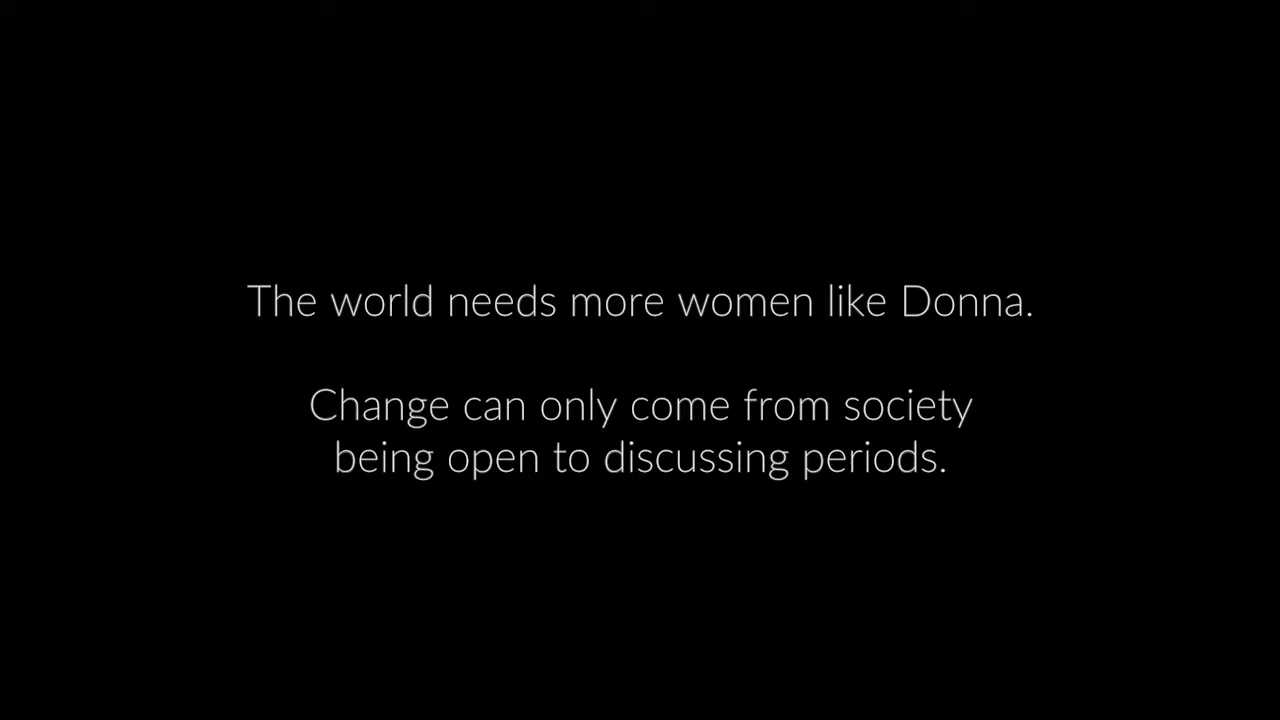 The world needs more women like Donna.
Change can only come from society
being open to discussing periods.